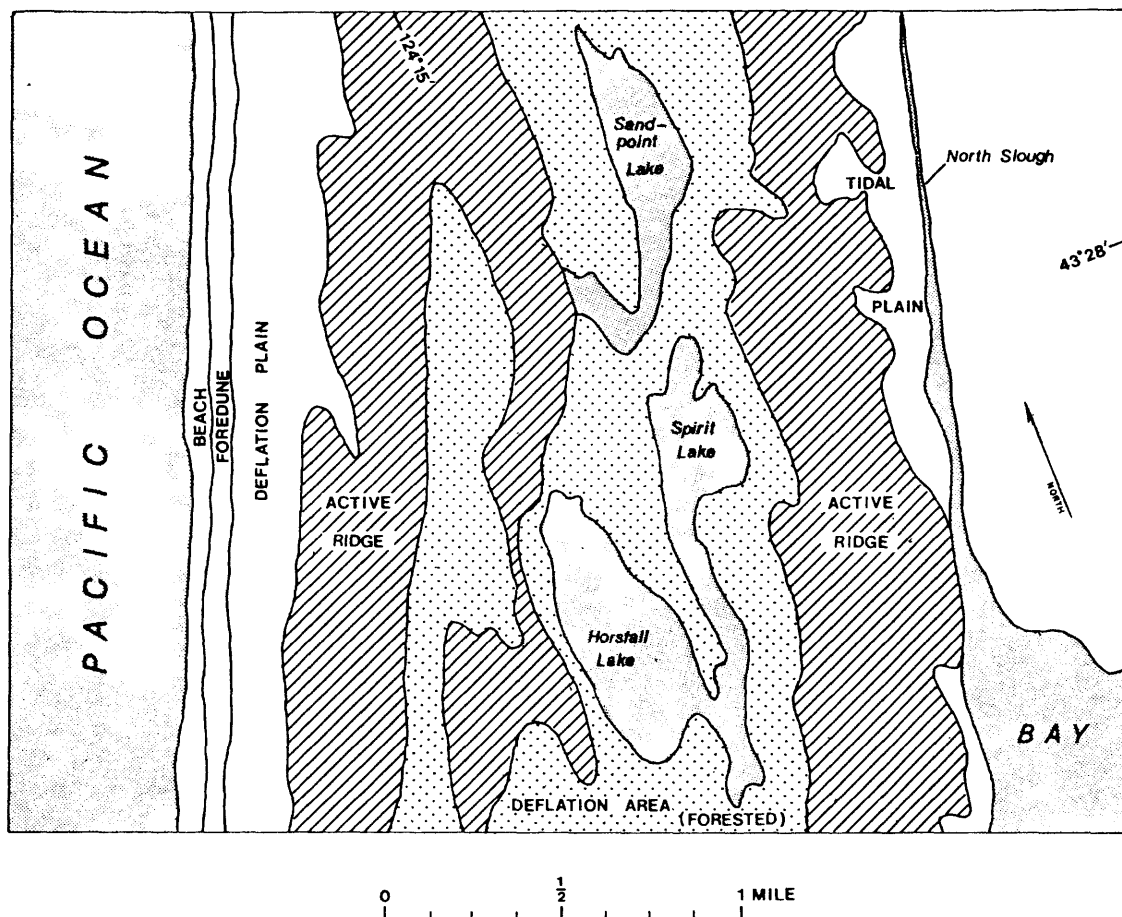 PACIFIC OCEAN
BEACH
FOREDUNE
DEFLATION PLAIN
124°15'
Sand-
point
Lake
TIDAL
PLAIN
North Slough
43°28'
NORTH
Spirit
Lake
ACTIVE
RIDGE
ACTIVE
RIDGE
Horsfall
Lake
BAY
DEFLATION AREA
(FORESTED)
0 1/2 1 MILE